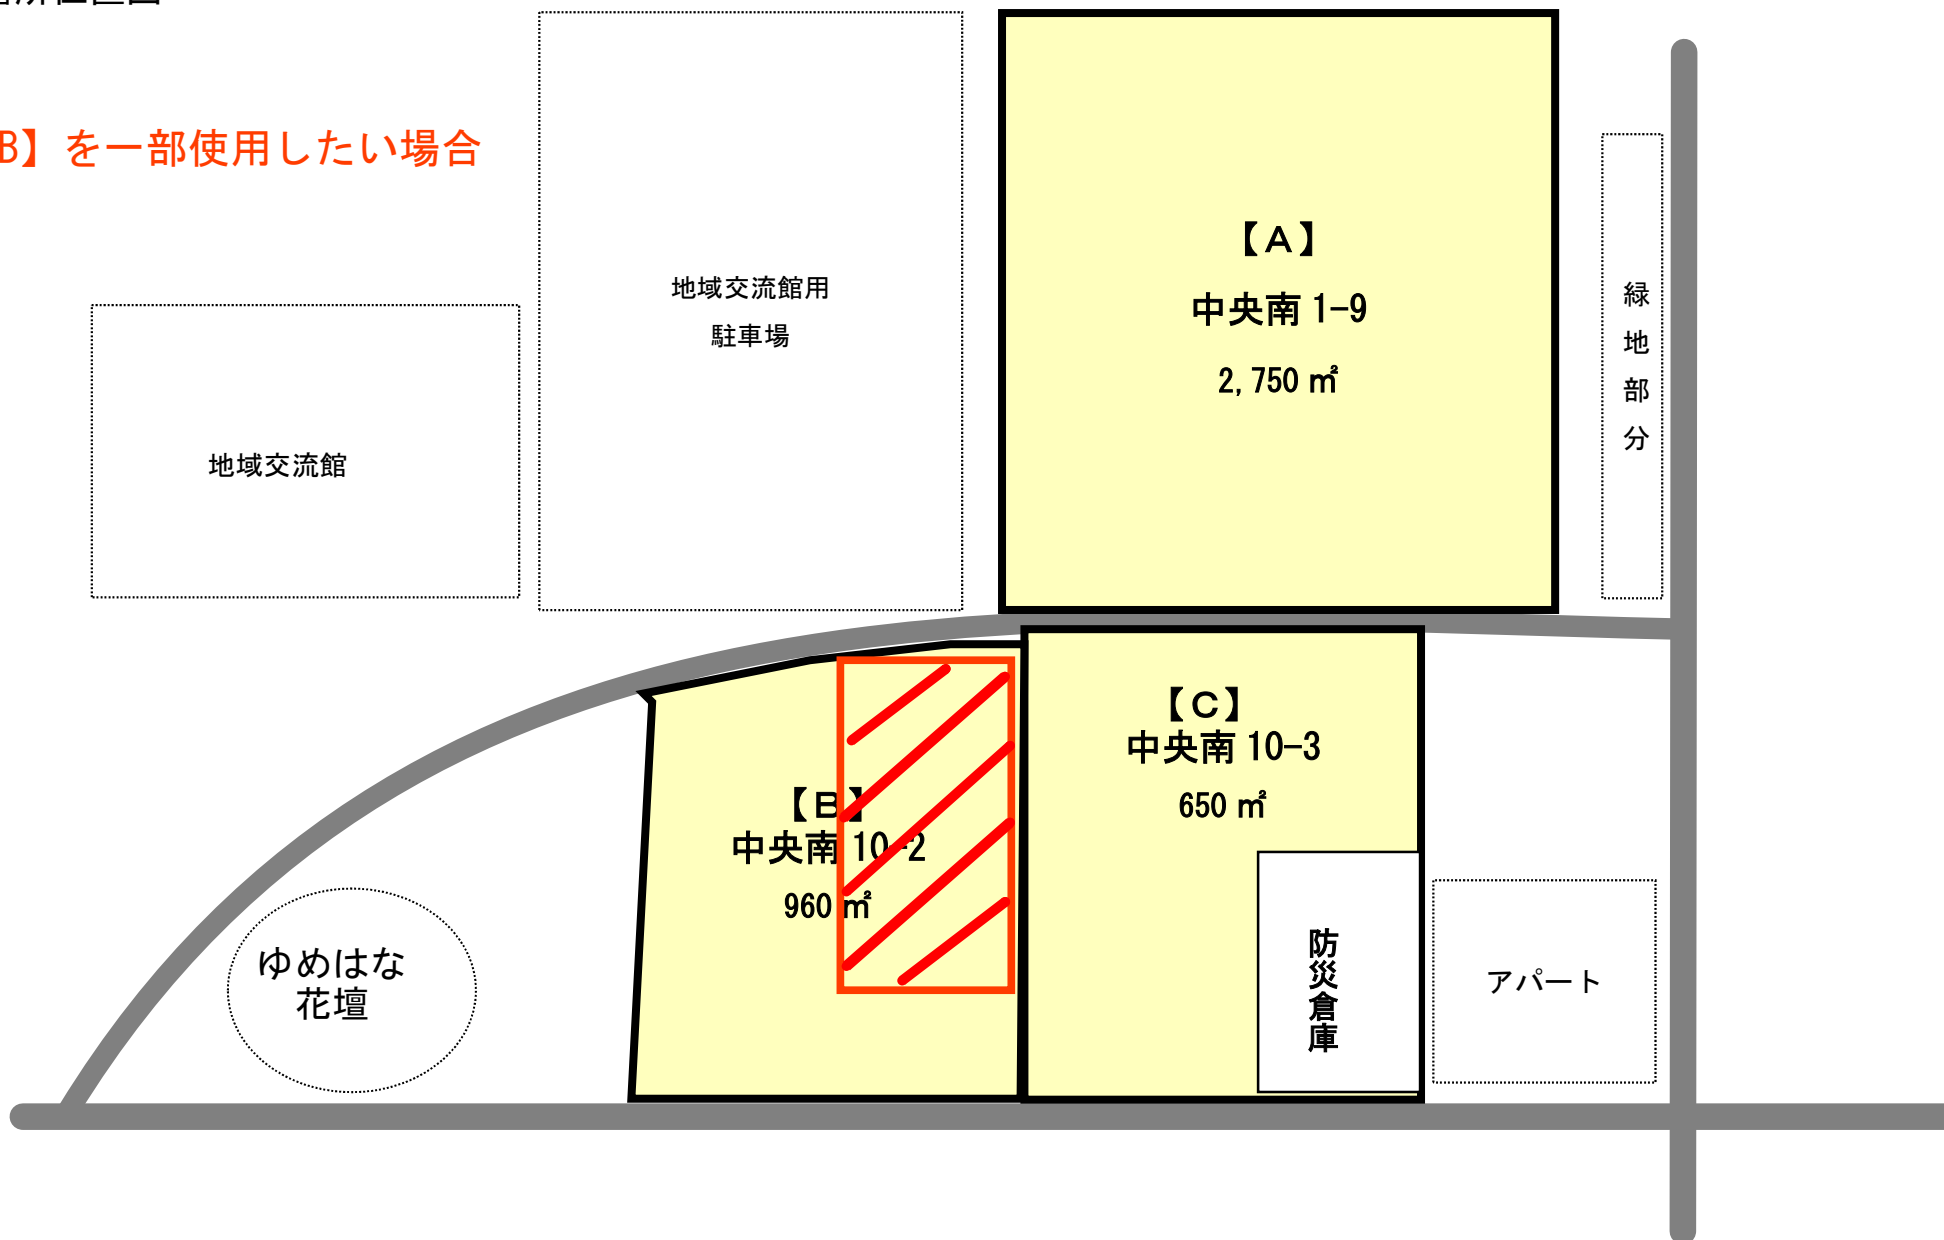 B】を一部使用したい場合
【A】
中央南 1-9
2,750 ㎡
地域交流館用
駐車場
緑地部分
地域交流館
【C】
中央南 10-3
650 ㎡
【B】
中央南 10-2
960 ㎡
防災倉庫
ゆめはな
花壇
アパート